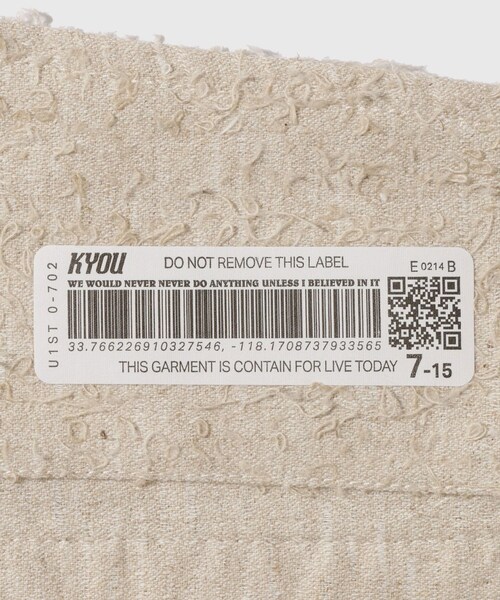 U1ST 0-702
KYOU
DO NOT REMOVE THIS LABEL
E 0214 B
WE WOULD NEVER NEVER DO ANYTHING UNLESS I BELIEVED IN IT
33.766226910327546, -118.1708737933565
THIS GARMENT IS CONTAIN FOR LIVE TODAY
7-15